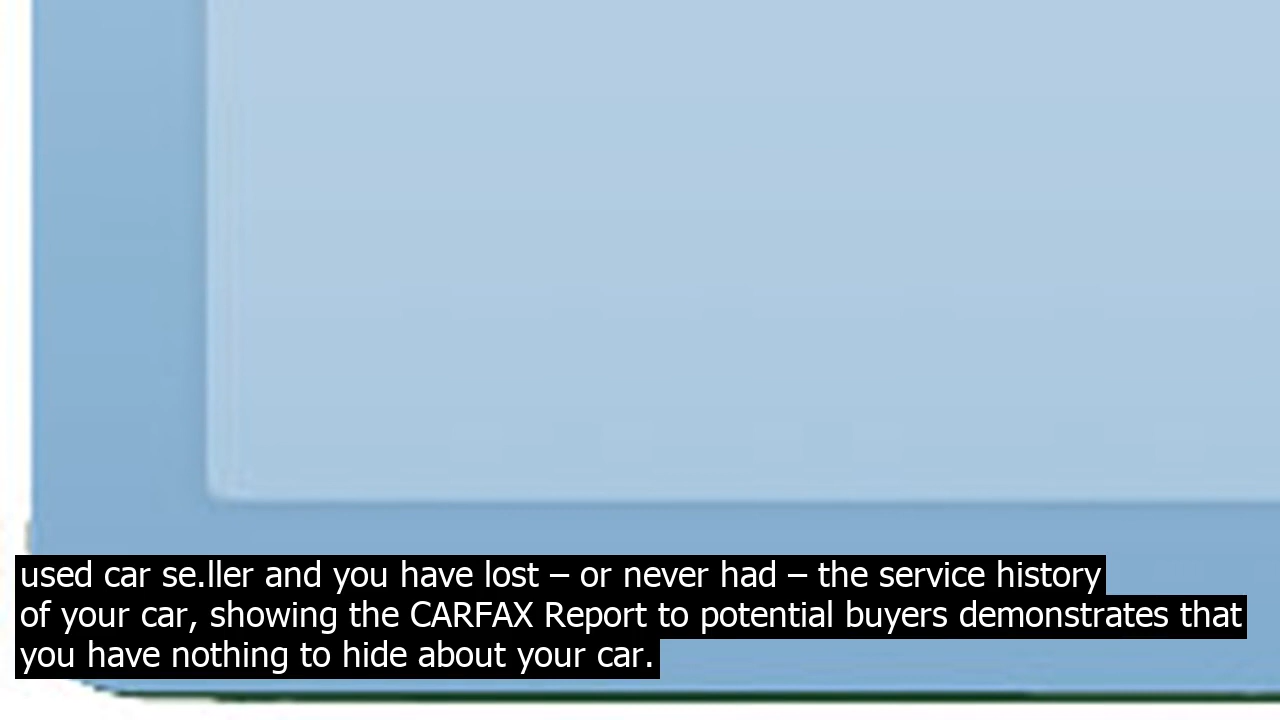 used car se.ller and you have lost – or never had – the service history
of your car, showing the CARFAX Report to potential buyers demonstrates that
you have nothing to hide about your car.